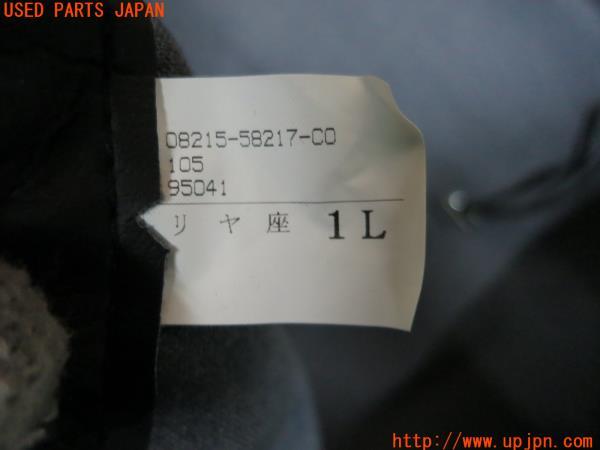 USED PARTS JAPAN
08215-58217-C0
105
95041
リヤ座 1L
http://www.upjpn.com/